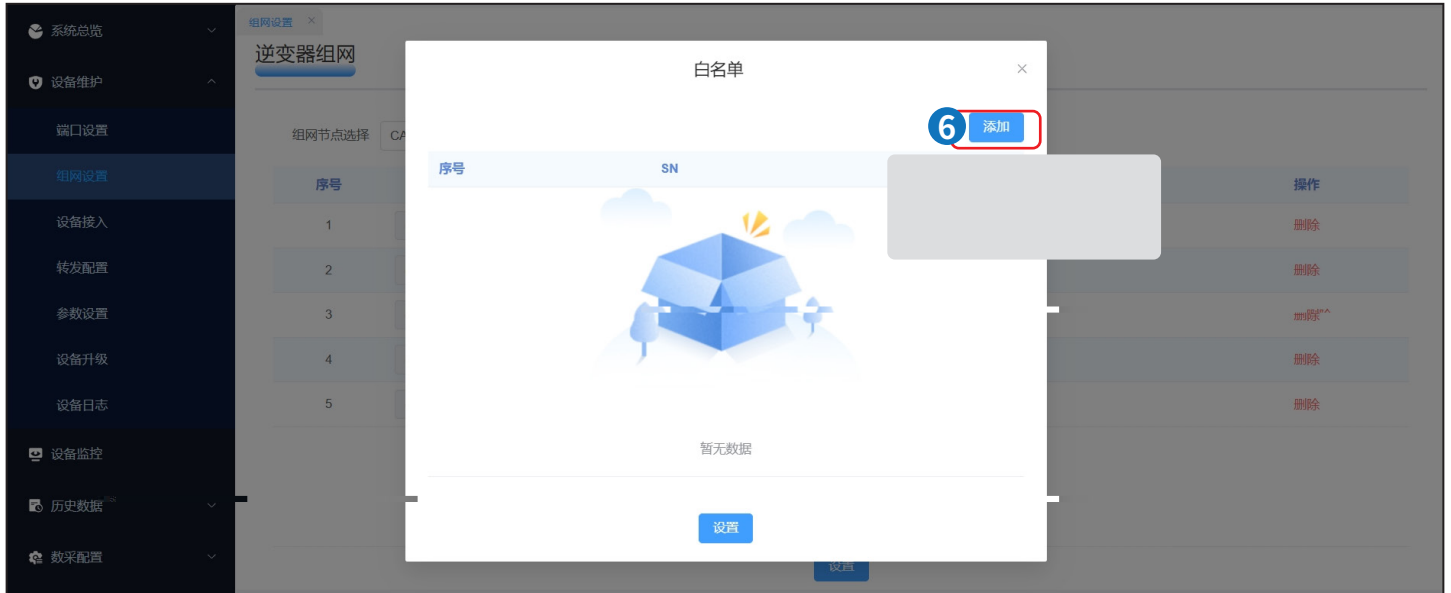 系统总览
设备维护
端口设置
组网设置
设备接入
转发配置
参数设置
设备升级
设备日志
设备监控
历史数据
数采配置
组网设置 ×
逆变器组网
组网节点选择 CA
序号 操作
1 删除
2 删除
3 删除
4 删除
5 删除
设置
白名单 ×
6 添加
序号 SN
暂无数据
设置